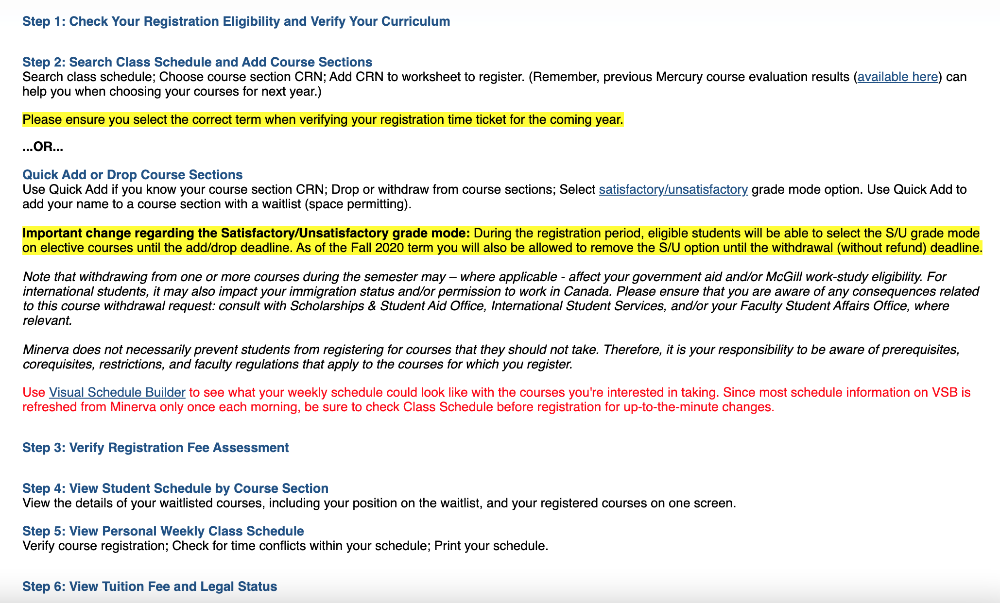 Step 1: Check Your Registration Eligibility and Verify Your Curriculum
Step 2: Search Class Schedule and Add Course Sections
Search class schedule; Choose course section CRN; Add CRN to worksheet to register. (Remember, previous Mercury course evaluation results (available here) can
help you when choosing your courses for next year.)
Please ensure you select the correct term when verifying your registration time ticket for the coming year.
...OR...
Quick Add or Drop Course Sections
Use Quick Add if you know your course section CRN; Drop or withdraw from course sections; Select satisfactory/unsatisfactory grade mode option. Use Quick Add to
add your name to a course section with a waitlist (space permitting).
Important change regarding the Satisfactory/Unsatisfactory grade mode: During the registration period, eligible students will be able to select the S/U grade mode
on elective courses until the add/drop deadline. As of the Fall 2020 term you will also be allowed to remove the S/U option until the withdrawal (without refund) deadline.
Note that withdrawing from one or more courses during the semester may – where applicable - affect your government aid and/or McGill work-study eligibility. For
international students, it may also impact your immigration status and/or permission to work in Canada. Please ensure that you are aware of any consequences related
to this course withdrawal request: consult with Scholarships & Student Aid Office, International Student Services, and/or your Faculty Student Affairs Office, where
relevant.
Minerva does not necessarily prevent students from registering for courses that they should not take. Therefore, it is your responsibility to be aware of prerequisites,
corequisites, restrictions, and faculty regulations that apply to the courses for which you register.
Use Visual Schedule Builder to see what your weekly schedule could look like with the courses you're interested in taking. Since most schedule information on VSB is
refreshed from Minerva only once each morning, be sure to check Class Schedule before registration for up-to-the-minute changes.
Step 3: Verify Registration Fee Assessment
Step 4: View Student Schedule by Course Section
View the details of your waitlisted courses, including your position on the waitlist, and your registered courses on one screen.
Step 5: View Personal Weekly Class Schedule
Verify course registration; Check for time conflicts within your schedule; Print your schedule.
Step 6: View Tuition Fee and Legal Status